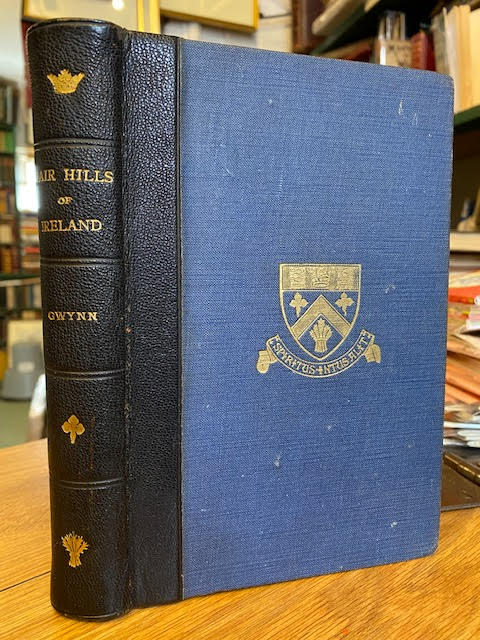 AIR HILLS
OF
IRELAND
GWYNN
SPIRITUS INTUS ALIT